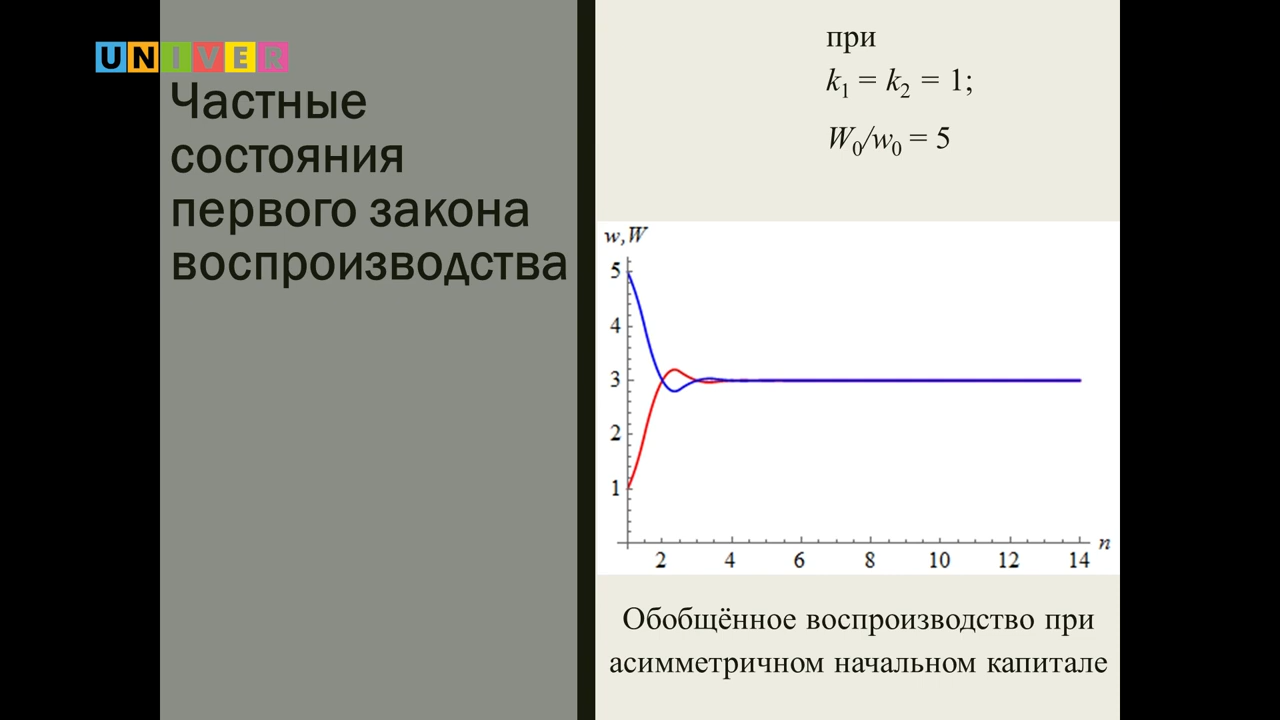 UNIVER
Частные
состояния
первого закона
воспроизводства
при
k₁ = k₂ = 1;
W₀/w₀ = 5
w,W
5
4
3
2
1
2 4 6 8 10 12 14 n
Обобщённое воспроизводство при
асимметричном начальном капитале